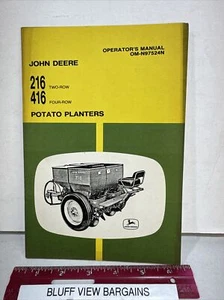 OPERATOR'S MANUAL
OM-N97524N
JOHN DEERE
216 TWO-ROW
416 FOUR-ROW
POTATO PLANTERS
BLUFF VIEW BARGAINS